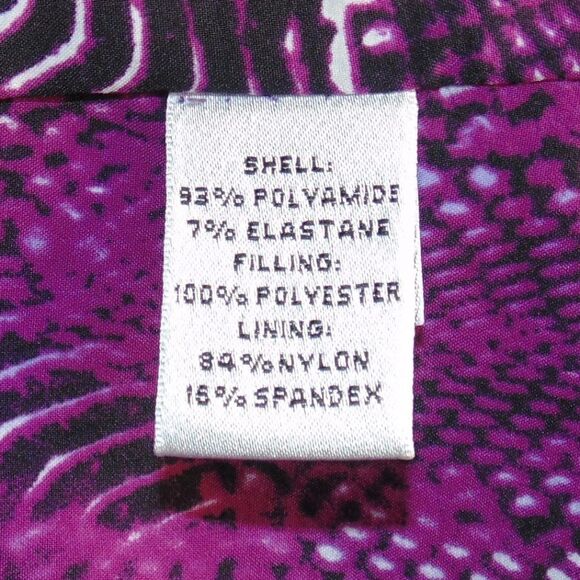 SHELL:
93% POLYAMIDE
7% ELASTANE
FILLING:
100% POLYESTER
LINING:
84% NYLON
16% SPANDEX